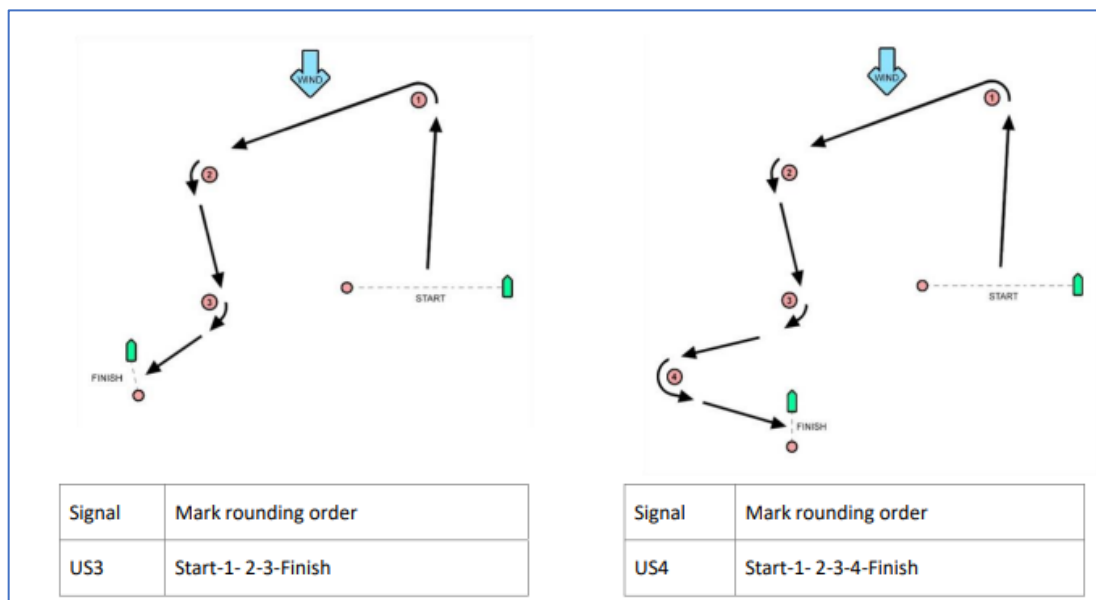 WIND
1
2
START
3
FINISH
Signal Mark rounding order
US3 Start-1- 2-3-Finish
WIND
1
2
START
3
4
FINISH
Signal Mark rounding order
US4 Start-1- 2-3-4-Finish